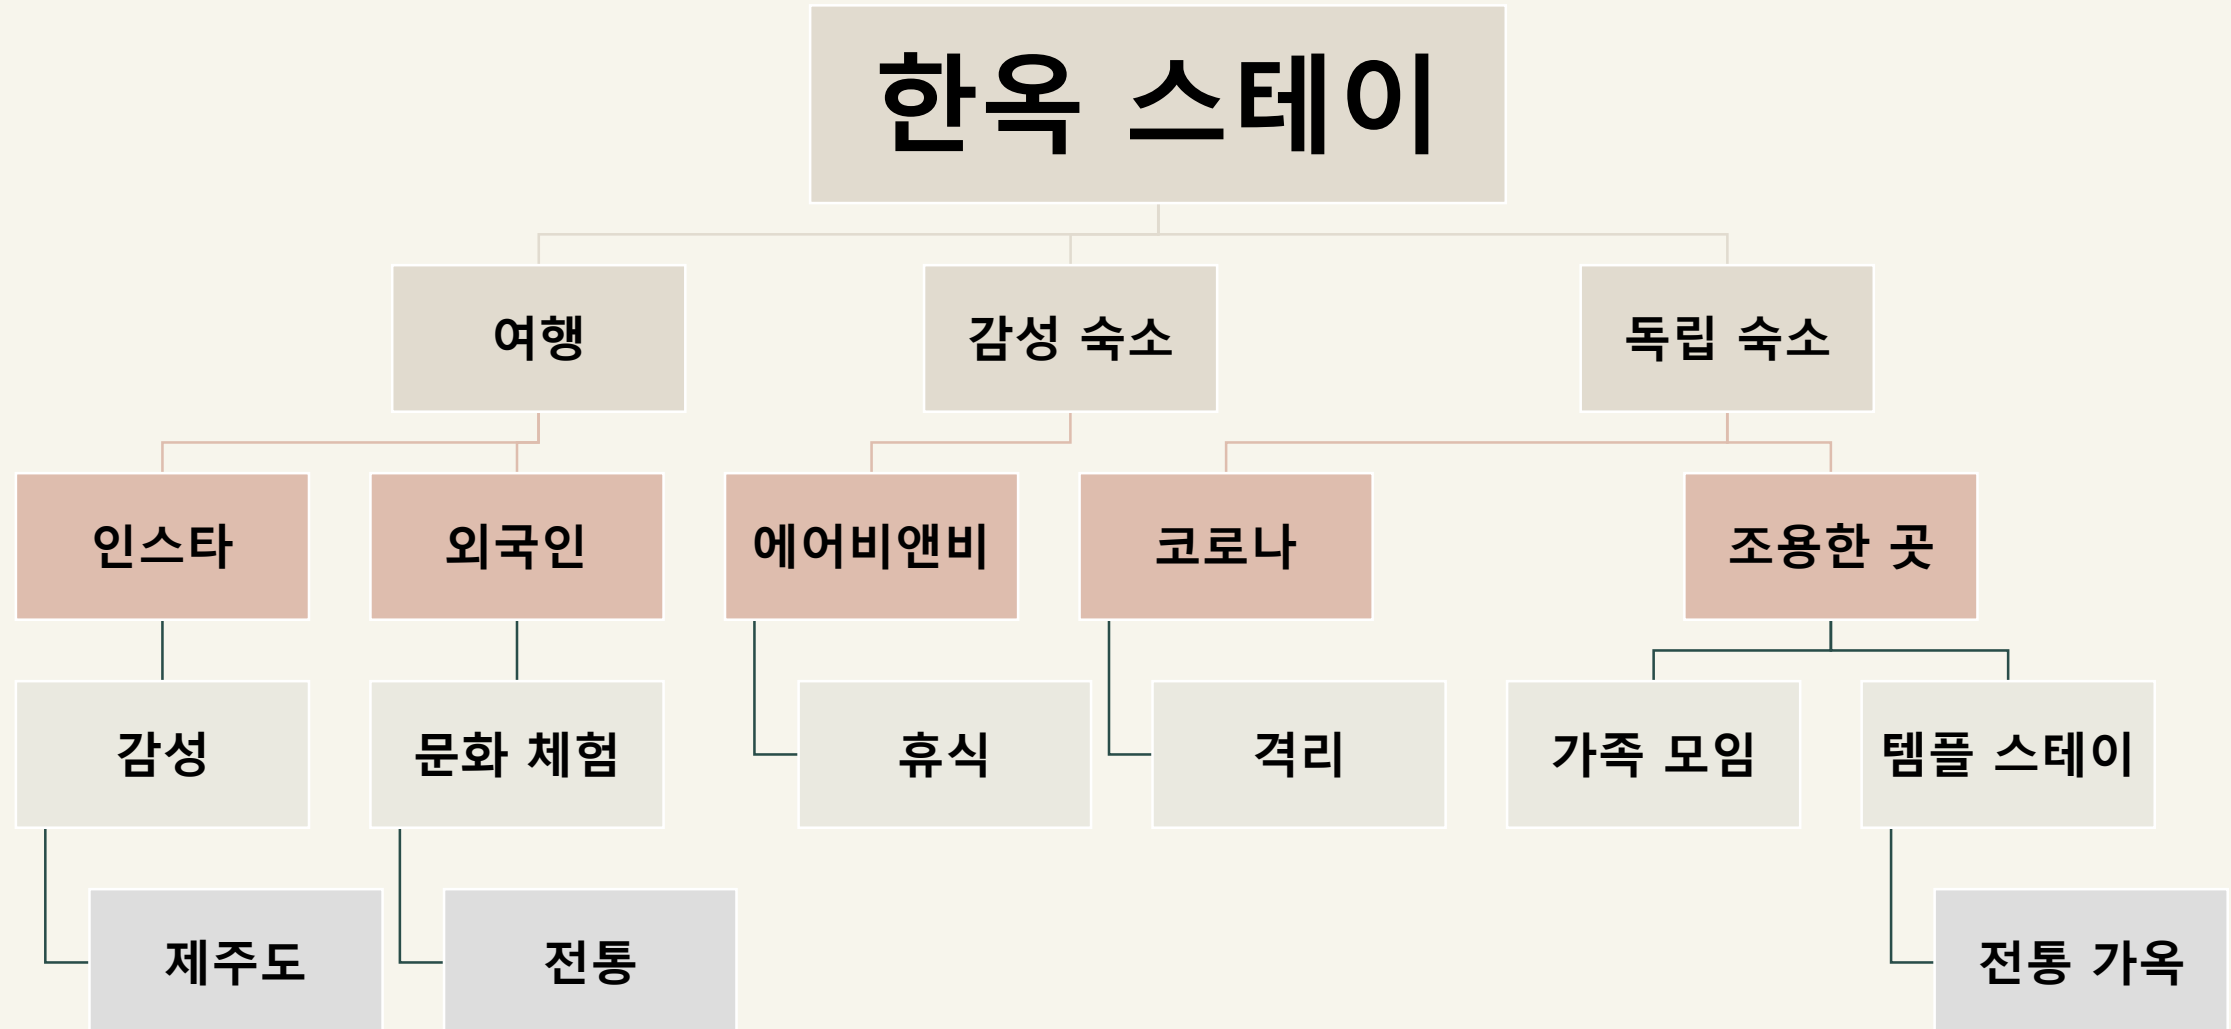 한옥 스테이
여행
감성 숙소
독립 숙소
인스타
외국인
에어비앤비
코로나
조용한 곳
감성
문화 체험
휴식
격리
가족 모임
템플 스테이
제주도
전통
전통 가옥